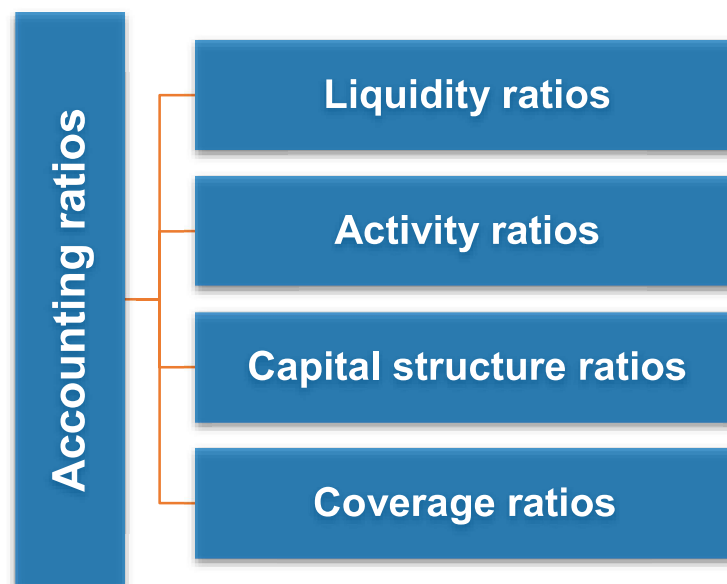 Accounting ratios
Liquidity ratios
Activity ratios
Capital structure ratios
Coverage ratios